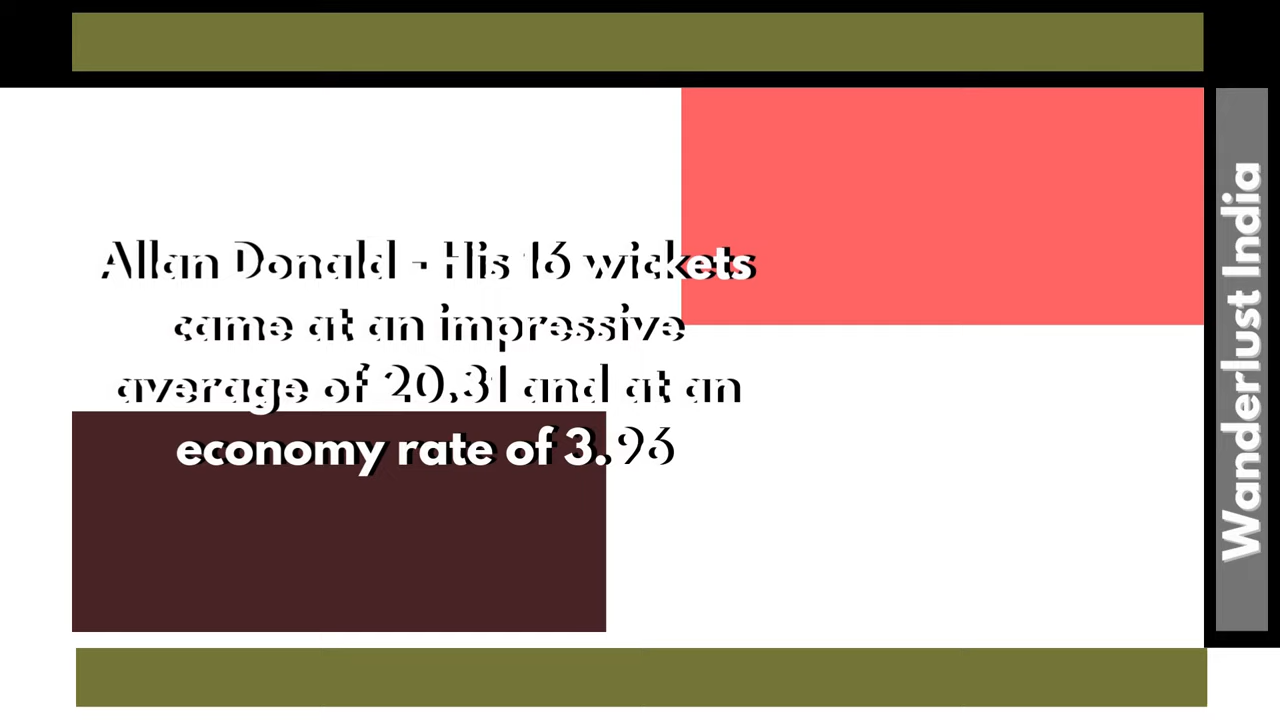 Allan Donald - His 16 wickets
came at an impressive
average of 20.31 and at an
economy rate of 3.96
Wanderlust India